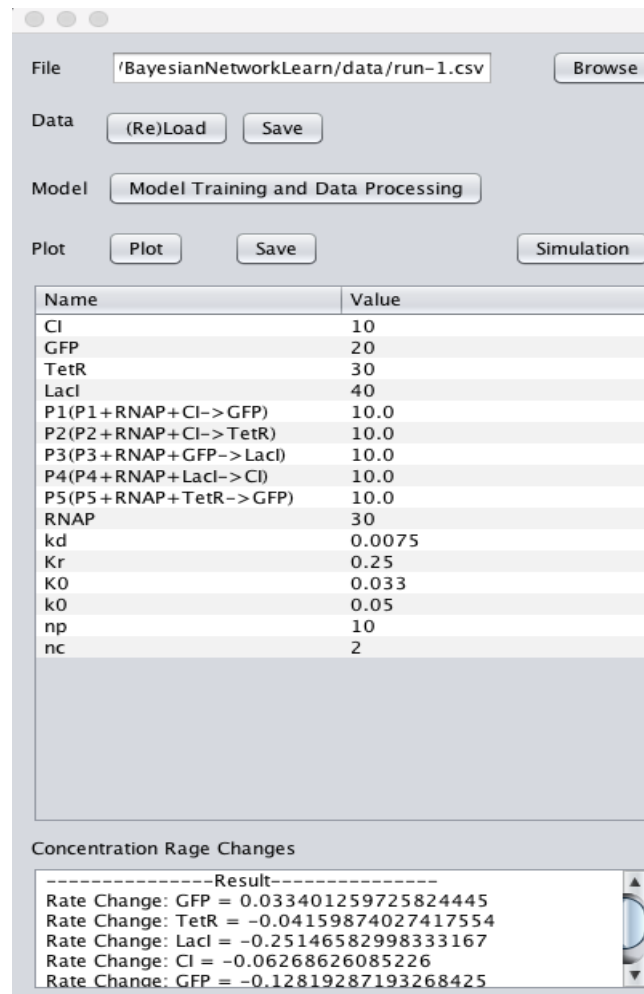 File /BayesianNetworkLearn/data/run-1.csv Browse
Data (Re)Load Save
Model Model Training and Data Processing
Plot Plot Save Simulation
Name Value
CI 10
GFP 20
TetR 30
LacI 40
P1(P1+RNAP+CI->GFP) 10.0
P2(P2+RNAP+CI->TetR) 10.0
P3(P3+RNAP+GFP->LacI) 10.0
P4(P4+RNAP+LacI->CI) 10.0
P5(P5+RNAP+TetR->GFP) 10.0
RNAP 30
kd 0.0075
Kr 0.25
K0 0.033
k0 0.05
np 10
nc 2
Concentration Rage Changes
---------------Result---------------
Rate Change: GFP = 0.033401259725824445
Rate Change: TetR = -0.04159874027417554
Rate Change: LacI = -0.25146582998333167
Rate Change: CI = -0.06268626085226
Rate Change: GFP = -0.12819287193268425